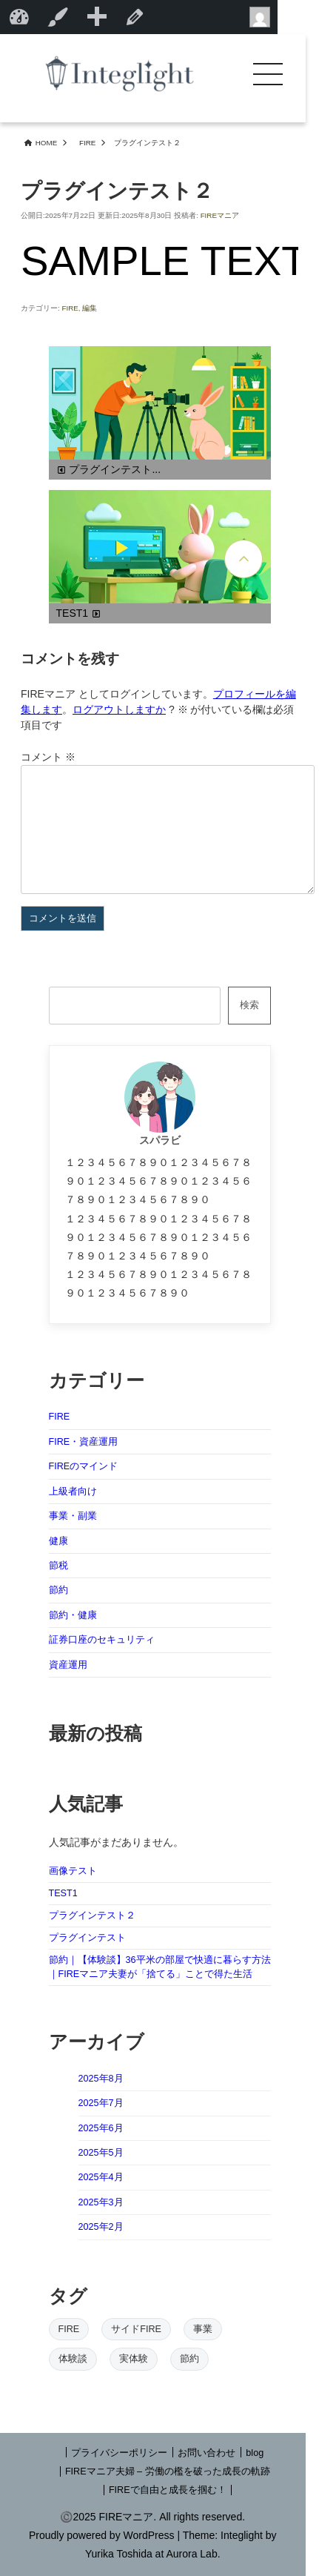 Integlight
HOME > FIRE > プラグインテスト２
プラグインテスト２
公開日:2025年7月22日 更新日:2025年8月30日 投稿者: FIREマニア
SAMPLE TEXT
カテゴリー: FIRE, 編集
プラグインテスト...
TEST1
コメントを残す
FIREマニア としてログインしています。プロフィールを編
集します。ログアウトしますか ? ※ が付いている欄は必須
項目です
コメント ※
コメントを送信
検索
スパラビ
１２３４５６７８９０１２３４５６７８
９０１２３４５６７８９０１２３４５６
７８９０１２３４５６７８９０
１２３４５６７８９０１２３４５６７８
９０１２３４５６７８９０１２３４５６
７８９０１２３４５６７８９０
１２３４５６７８９０１２３４５６７８
９０１２３４５６７８９０
カテゴリー
FIRE
FIRE・資産運用
FIREのマインド
上級者向け
事業・副業
健康
節税
節約
節約・健康
証券口座のセキュリティ
資産運用
最新の投稿
人気記事
人気記事がまだありません。
画像テスト
TEST1
プラグインテスト２
プラグインテスト
節約｜【体験談】36平米の部屋で快適に暮らす方法
｜FIREマニア夫妻が「捨てる」ことで得た生活
アーカイブ
2025年8月
2025年7月
2025年6月
2025年5月
2025年4月
2025年3月
2025年2月
タグ
FIRE サイドFIRE 事業
体験談 実体験 節約
｜プライバシーポリシー｜お問い合わせ｜blog
｜FIREマニア夫婦 – 労働の檻を破った成長の軌跡
｜FIREで自由と成長を掴む！｜
©2025 FIREマニア. All rights reserved.
Proudly powered by WordPress | Theme: Integlight by
Yurika Toshida at Aurora Lab.